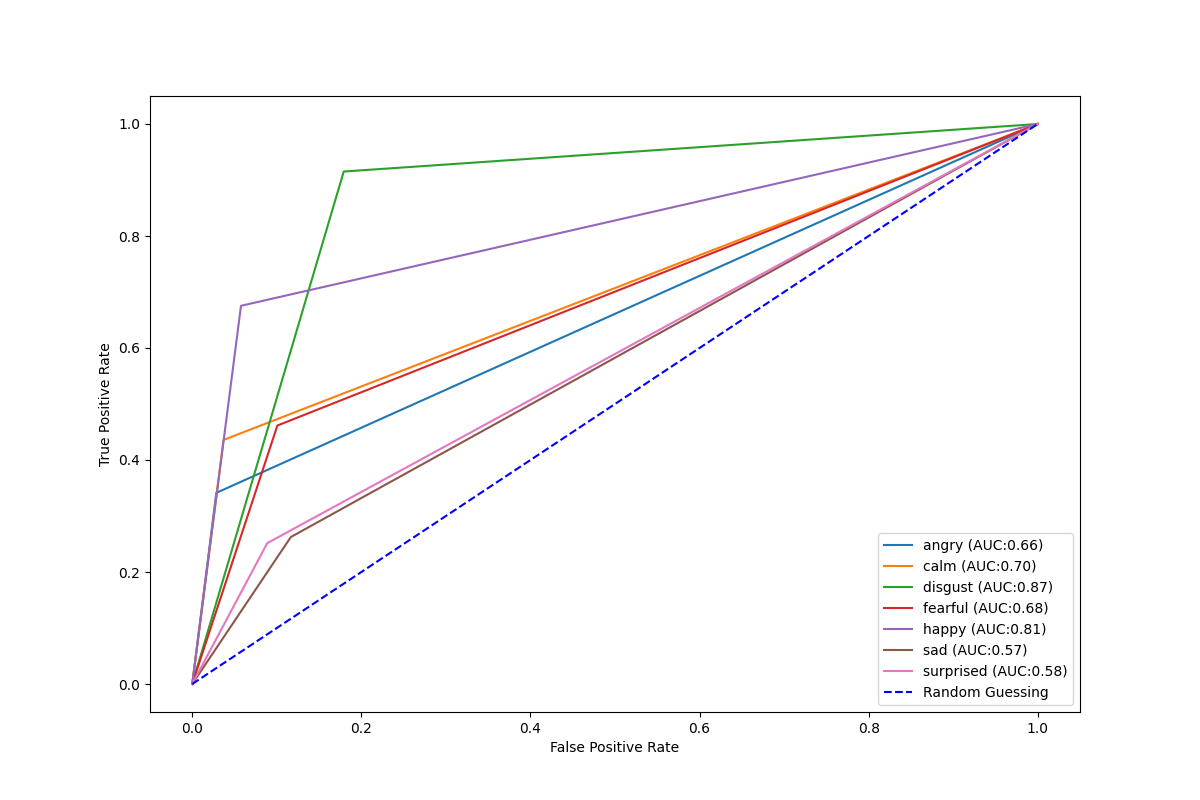 True Positive Rate
1.0
0.8
0.6
0.4
0.2
0.0
0.0 0.2 0.4 0.6 0.8 1.0
False Positive Rate
angry (AUC:0.66)
calm (AUC:0.70)
disgust (AUC:0.87)
fearful (AUC:0.68)
happy (AUC:0.81)
sad (AUC:0.57)
surprised (AUC:0.58)
Random Guessing